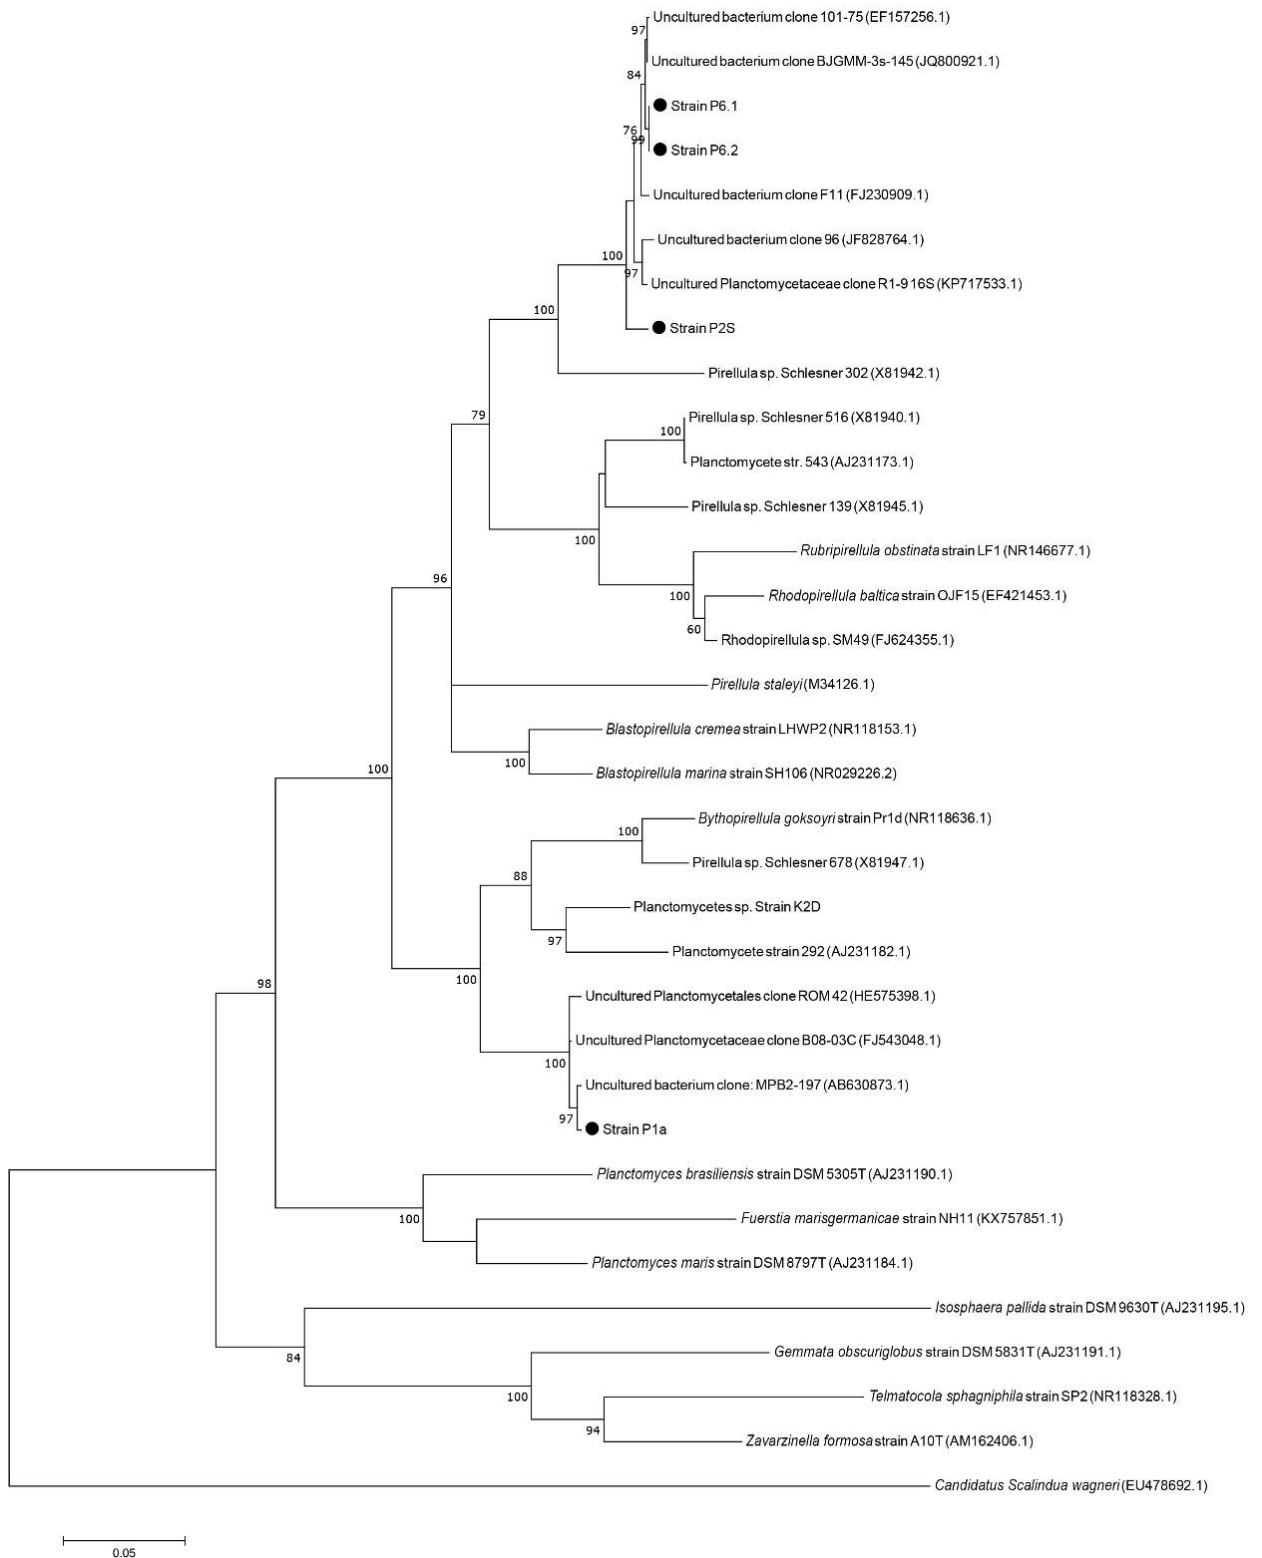 97
Uncultured bacterium clone 101-75 (EF157256.1)
Uncultured bacterium clone BJGMM-3s-145 (JQ800921.1)
84
Strain P6.1
76
99
Strain P6.2
Uncultured bacterium clone F11 (FJ230909.1)
Uncultured bacterium clone 96 (JF828764.1)
100
97
Uncultured Planctomycetaceae clone R1-9 16S (KP717533.1)
100
Strain P2S
Pirellula sp. Schlesner 302 (X81942.1)
79
Pirellula sp. Schlesner 516 (X81940.1)
100
Planctomycete str. 543 (AJ231173.1)
Pirellula sp. Schlesner 139 (X81945.1)
100
Rubripirellula obstinata strain LF1 (NR146677.1)
96
100
Rhodopirellula baltica strain OJF15 (EF421453.1)
60
Rhodopirellula sp. SM49 (FJ624355.1)
Pirellula staleyi (M34126.1)
Blastopirellula cremea strain LHWP2 (NR118153.1)
100
100
Blastopirellula marina strain SH106 (NR029226.2)
Bythopirellula goksoyri strain Pr1d (NR118636.1)
100
Pirellula sp. Schlesner 678 (X81947.1)
88
Planctomycetes sp. Strain K2D
97
Planctomycete strain 292 (AJ231182.1)
100
98
Uncultured Planctomycetales clone ROM 42 (HE575398.1)
Uncultured Planctomycetaceae clone B08-03C (FJ543048.1)
100
Uncultured bacterium clone: MPB2-197 (AB630873.1)
97
Strain P1a
Planctomyces brasiliensis strain DSM 5305T (AJ231190.1)
100
Fuerstia marisgermanicae strain NH11 (KX757851.1)
Planctomyces maris strain DSM 8797T (AJ231184.1)
Isosphaera pallida strain DSM 9630T (AJ231195.1)
84
Gemmata obscuriglobus strain DSM 5831T (AJ231191.1)
100
Telmatocola sphagniphila strain SP2 (NR118328.1)
94
Zavarzinella formosa strain A10T (AM162406.1)
Candidatus Scalindua wagneri (EU478692.1)
0.05